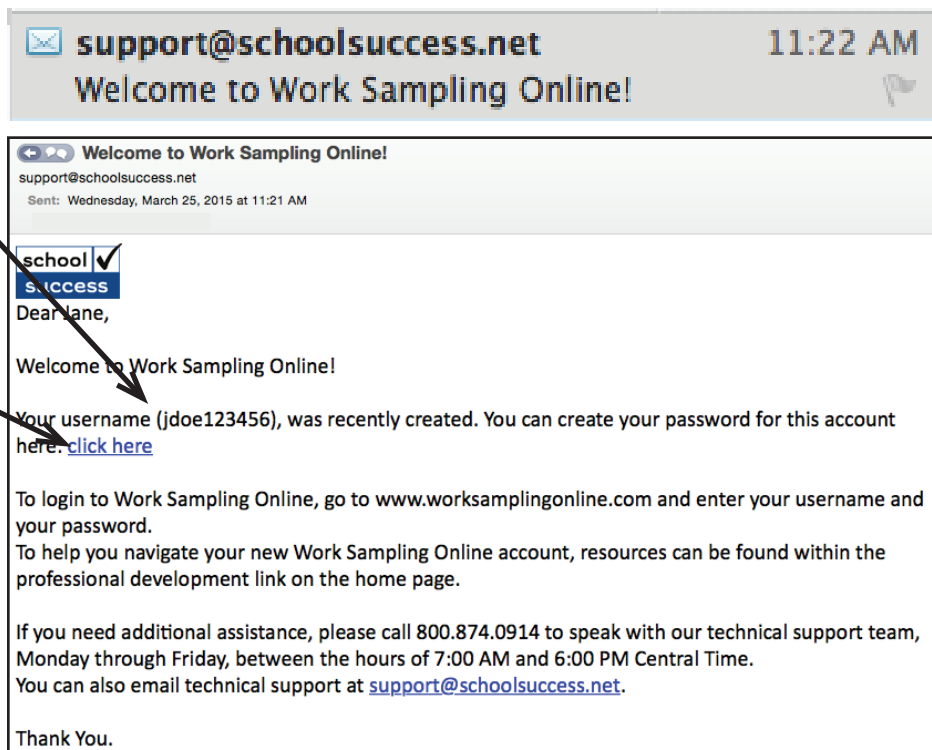 support@schoolsuccess.net 11:22 AM
Welcome to Work Sampling Online!
Welcome to Work Sampling Online!
support@schoolsuccess.net
Sent: Wednesday, March 25, 2015 at 11:21 AM
school
success
Dear Jane,
Welcome to Work Sampling Online!
Your username (jdoe123456), was recently created. You can create your password for this account
here: click here
To login to Work Sampling Online, go to www.worksamplingonline.com and enter your username and
your password.
To help you navigate your new Work Sampling Online account, resources can be found within the
professional development link on the home page.
If you need additional assistance, please call 800.874.0914 to speak with our technical support team,
Monday through Friday, between the hours of 7:00 AM and 6:00 PM Central Time.
You can also email technical support at support@schoolsuccess.net.
Thank You.